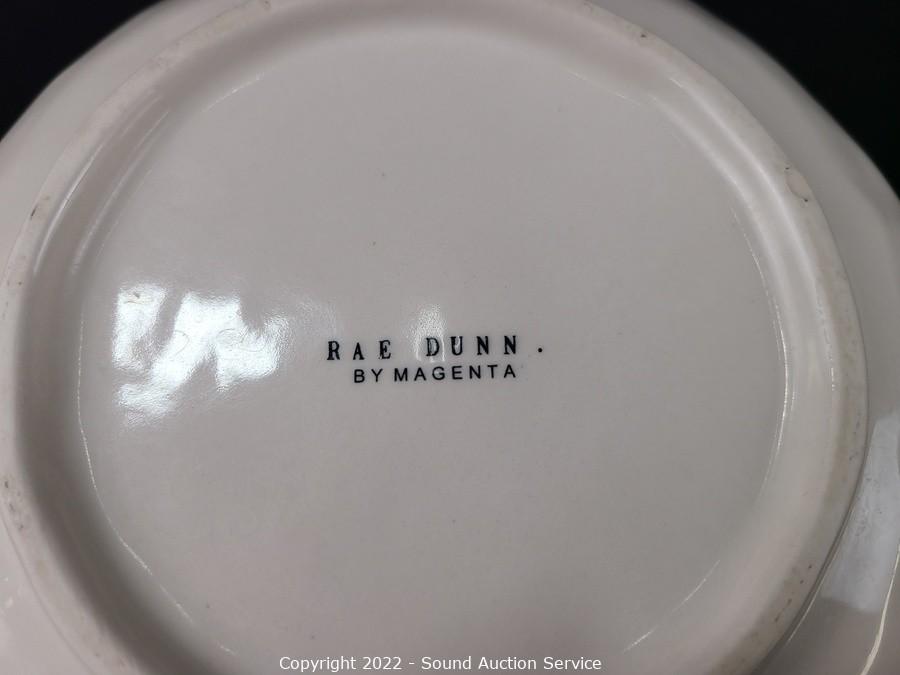 RAE DUNN.
BY MAGENTA
Copyright 2022 - Sound Auction Service